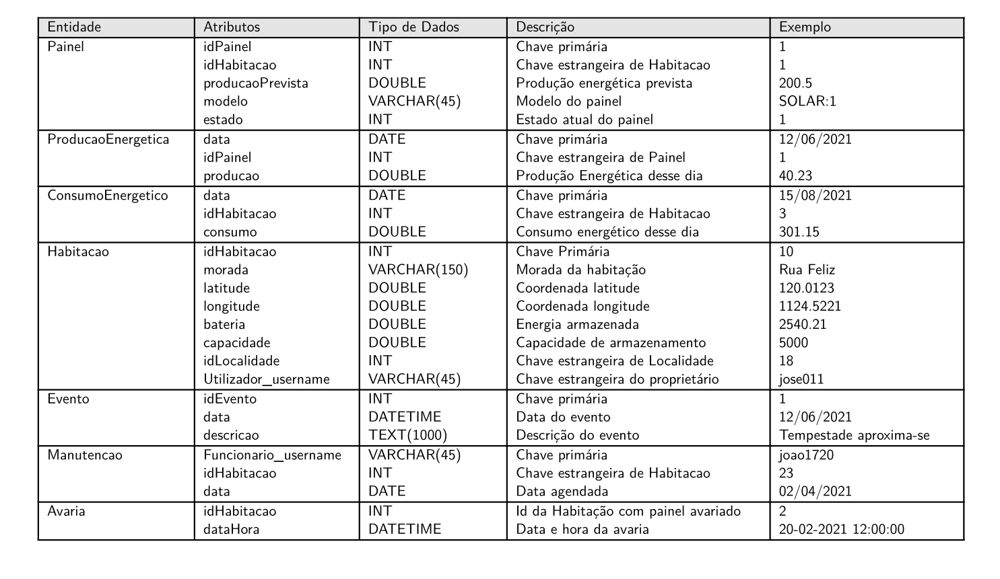 Entidade Atributos Tipo de Dados Descrição Exemplo
Painel idPainel INT Chave primária 1
idHabitacao INT Chave estrangeira de Habitacao 1
producaoPrevista DOUBLE Produção energética prevista 200.5
modelo VARCHAR(45) Modelo do painel SOLAR:1
estado INT Estado atual do painel 1
ProducaoEnergetica data DATE Chave primária 12/06/2021
idPainel INT Chave estrangeira de Painel 1
producao DOUBLE Produção Energética desse dia 40.23
ConsumoEnergetico data DATE Chave primária 15/08/2021
idHabitacao INT Chave estrangeira de Habitacao 3
consumo DOUBLE Consumo energético desse dia 301.15
Habitacao idHabitacao INT Chave Primária 10
morada VARCHAR(150) Morada da habitação Rua Feliz
latitude DOUBLE Coordenada latitude 120.0123
longitude DOUBLE Coordenada longitude 1124.5221
bateria DOUBLE Energia armazenada 2540.21
capacidade DOUBLE Capacidade de armazenamento 5000
idLocalidade INT Chave estrangeira de Localidade 18
Utilizador_username VARCHAR(45) Chave estrangeira do proprietário jose011
Evento idEvento INT Chave primária 1
data DATETIME Data do evento 12/06/2021
descricao TEXT(1000) Descrição do evento Tempestade aproxima-se
Manutencao Funcionario_username VARCHAR(45) Chave primária joao1720
idHabitacao INT Chave estrangeira de Habitacao 23
data DATE Data agendada 02/04/2021
Avaria idHabitacao INT Id da Habitação com painel avariado 2
dataHora DATETIME Data e hora da avaria 20-02-2021 12:00:00